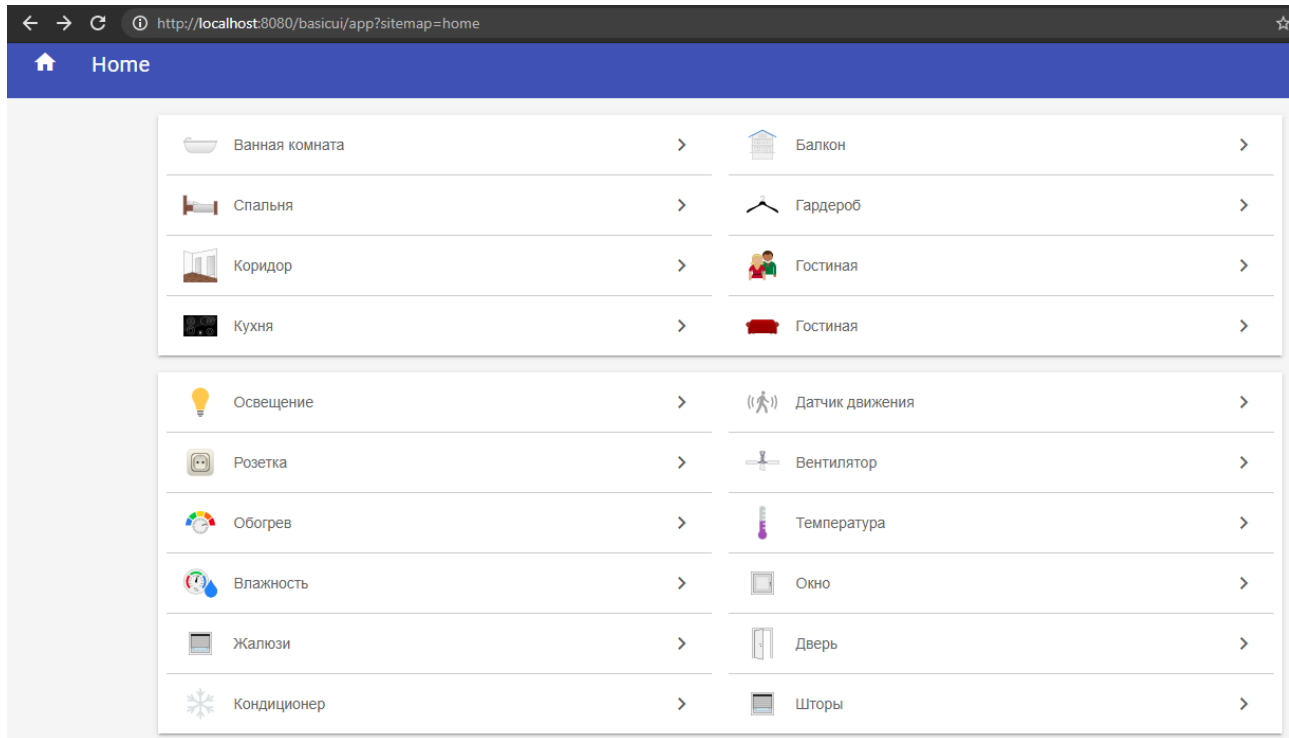 http://localhost:8080/basicui/app?sitemap=home
Home
Ванная комната
Балкон
Спальня
Гардероб
Коридор
Гостиная
Кухня
Гостиная
Освещение
Датчик движения
Розетка
Вентилятор
Обогрев
Температура
Влажность
Окно
Жалюзи
Дверь
Кондиционер
Шторы